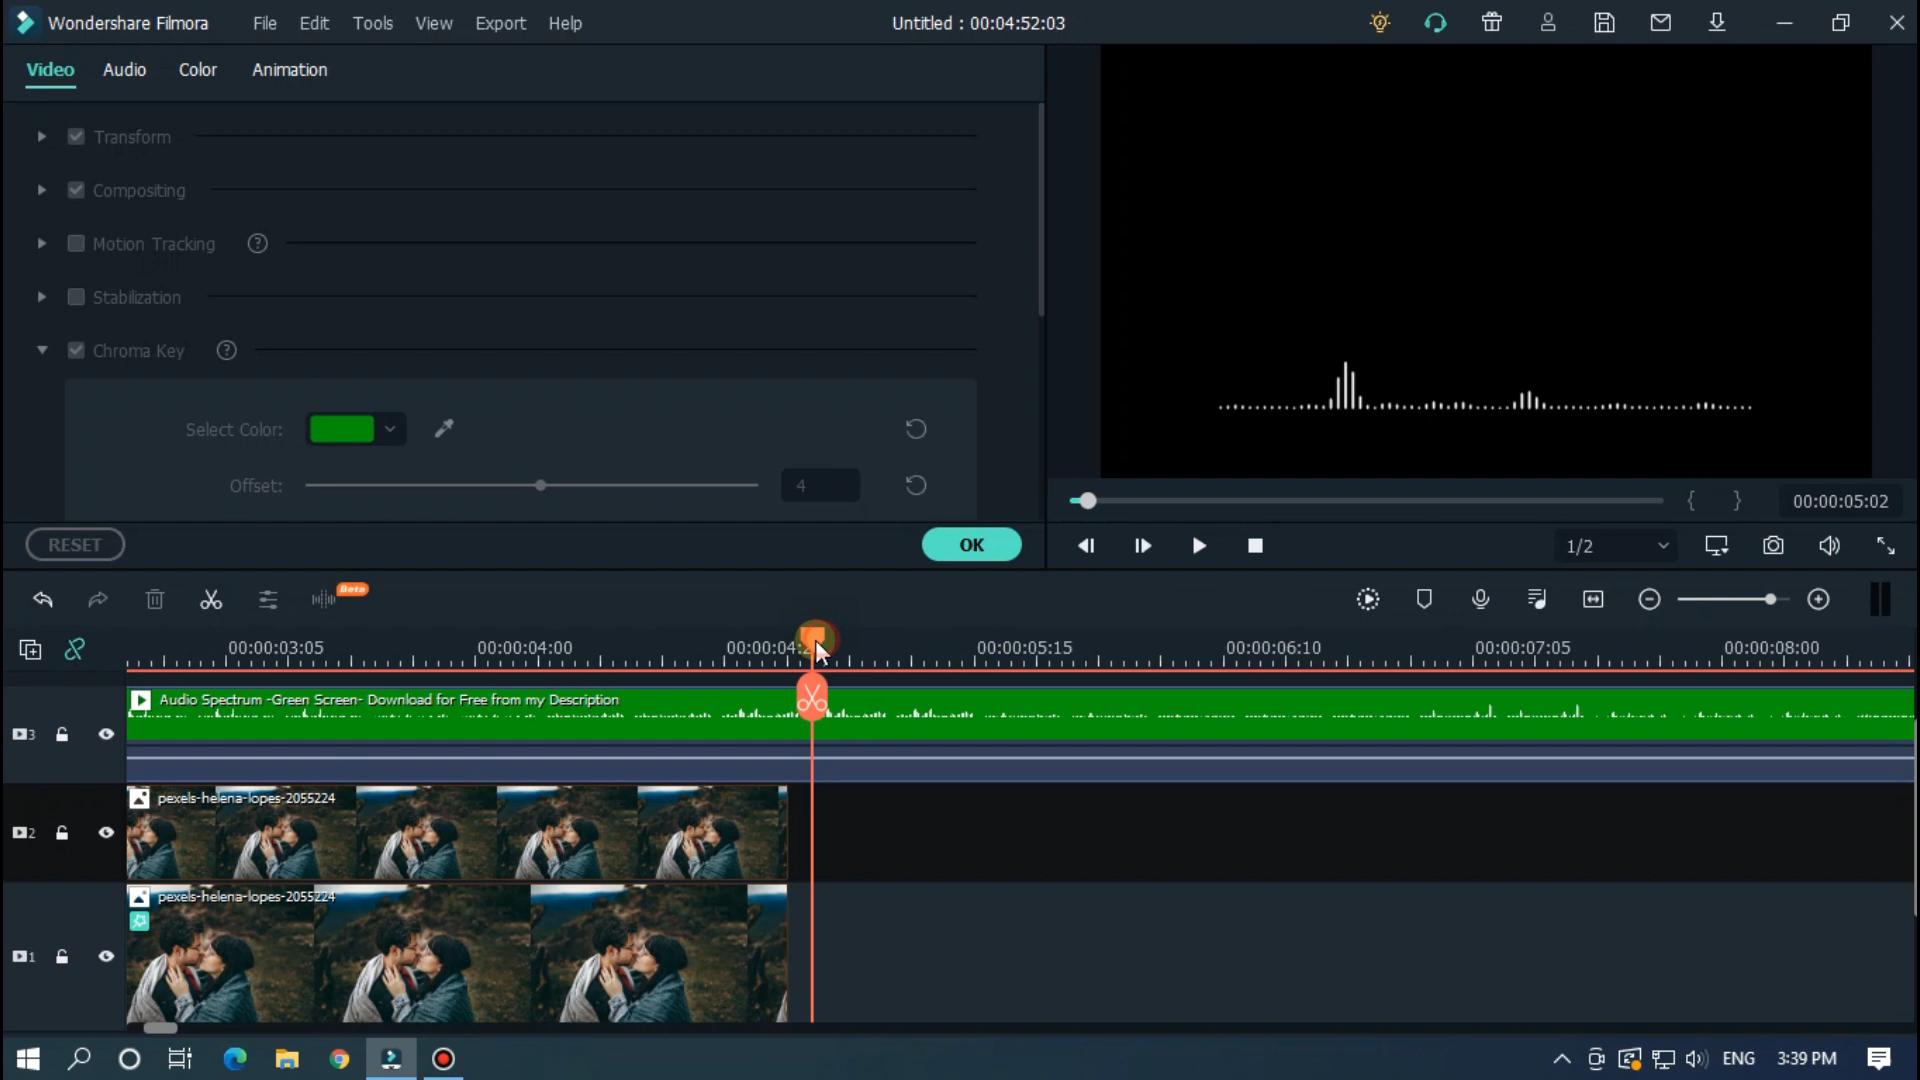 Wondershare Filmora File Edit Tools View Export Help Untitled : 00:04:52:03
Video Audio Color Animation
Transform
Compositing
Motion Tracking ?
Stabilization
Chroma Key ?
Select Color:
Offset: 4
RESET OK
{ } 00:00:05:02
1/2
Beta
00:00:03:05 00:00:04:00 00:00:05:15 00:00:06:10 00:00:07:05 00:00:08:00
Audio Spectrum -Green Screen- Download for Free from my Description
3
pexels-helena-lopes-2055224
2
pexels-helena-lopes-2055224
1
ENG 3:39 PM